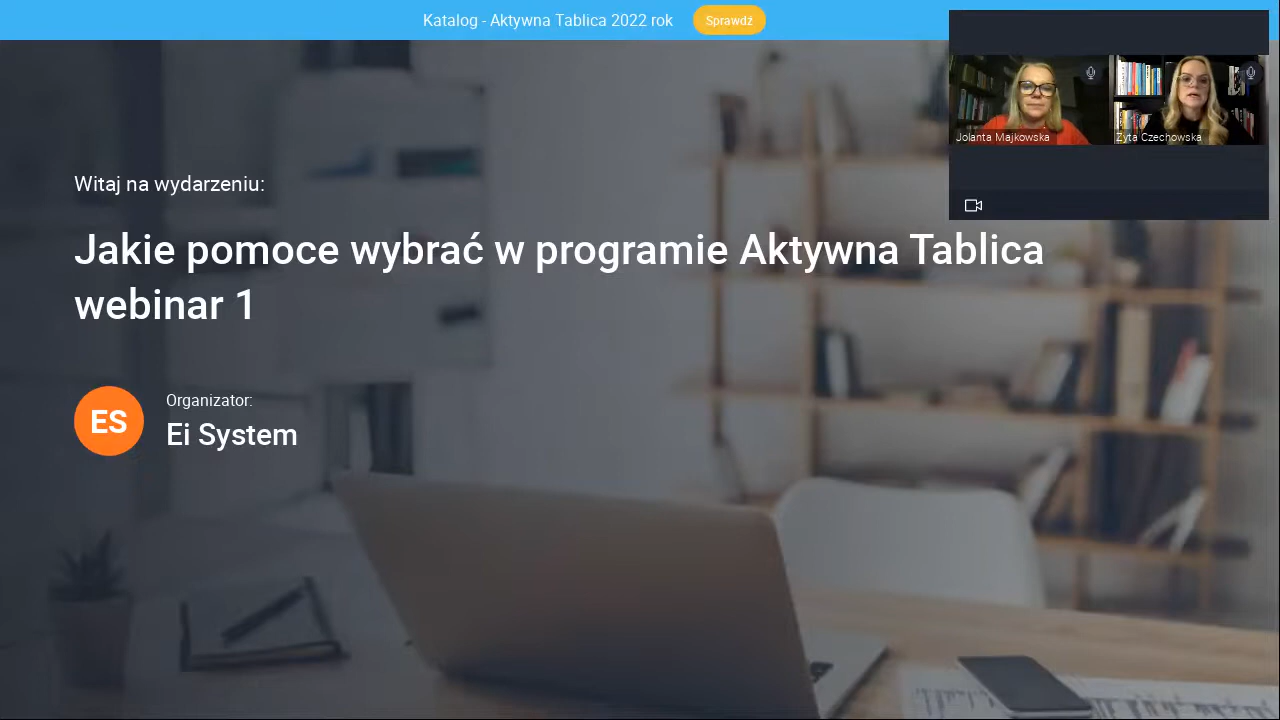 Katalog - Aktywna Tablica 2022 rok
Sprawdź
Jolanta Majkowska
Zyta Czechowska
Witaj na wydarzeniu:
Jakie pomoce wybrać w programie Aktywna Tablica
webinar 1
ES
Organizator:
Ei System